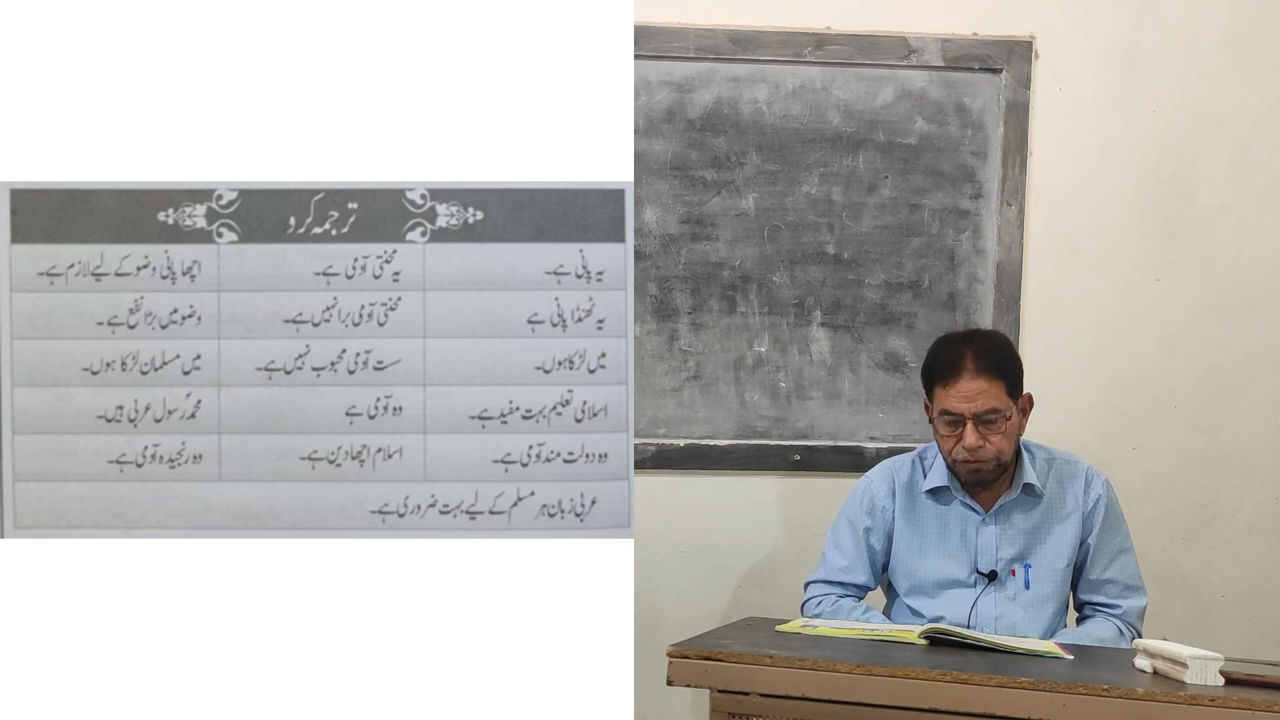 ترجمہ کرو
یہ پانی ہے۔ یہ محنتی آدمی ہے۔ اچھا پانی وضو کے لیے لازم ہے۔
یہ ٹھنڈا پانی ہے محنتی آدمی برا نہیں ہے۔ وضو میں بڑا نفع ہے۔
میں لڑکا ہوں۔ ست آدمی محبوب نہیں ہے۔ میں مسلمان لڑکا ہوں۔
اسلامی تعلیم بہت مفید ہے۔ وہ آدمی ہے محمدؐ رسول عربی ہیں۔
وہ دولت مند آدمی ہے۔ اسلام اچھا دین ہے۔ وہ رنجیدہ آدمی ہے۔
عربی زبان ہر مسلم کے لیے بہت ضروری ہے۔